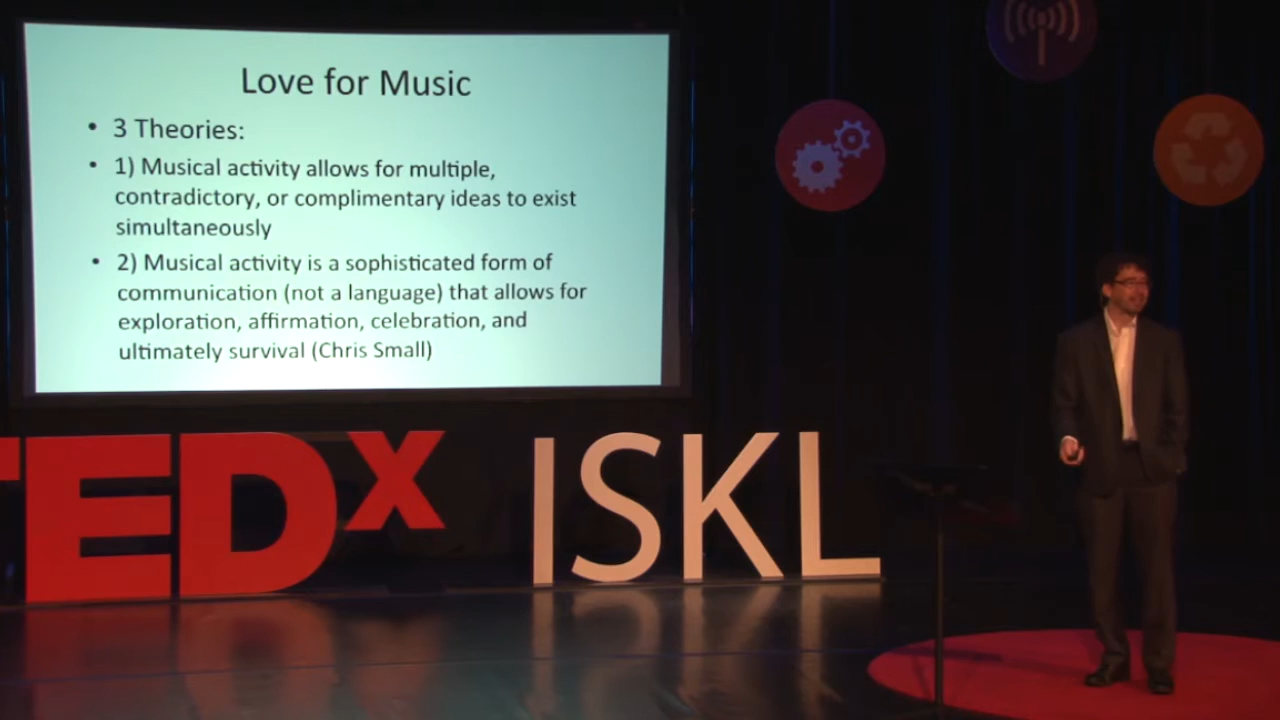 Love for Music
• 3 Theories:
• 1) Musical activity allows for multiple,
contradictory, or complimentary ideas to exist
simultaneously
• 2) Musical activity is a sophisticated form of
communication (not a language) that allows for
exploration, affirmation, celebration, and
ultimately survival (Chris Small)
TEDx ISKL